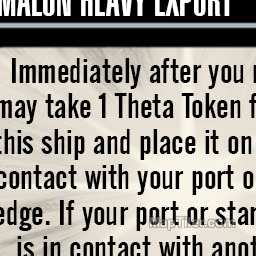 MALON HEAVY EXPORT
Immediately after you
may take 1 Theta Token f
this ship and place it on
contact with your port o
edge. If your port or star
is in contact with anot